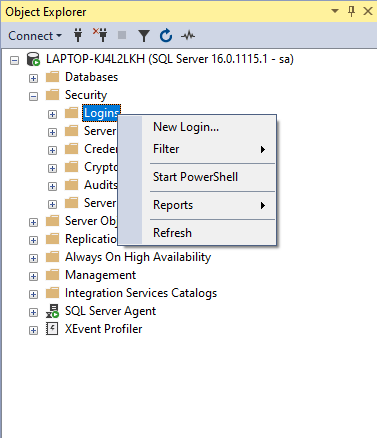 Object Explorer
Connect
LAPTOP-KJ4L2LKH (SQL Server 16.0.1115.1 - sa)
Databases
Security
Logins
Server
Creden
Crypto
Audits
Server
Server Obj
Replication
Always On High Availability
Management
Integration Services Catalogs
SQL Server Agent
XEvent Profiler
New Login...
Filter
Start PowerShell
Reports
Refresh